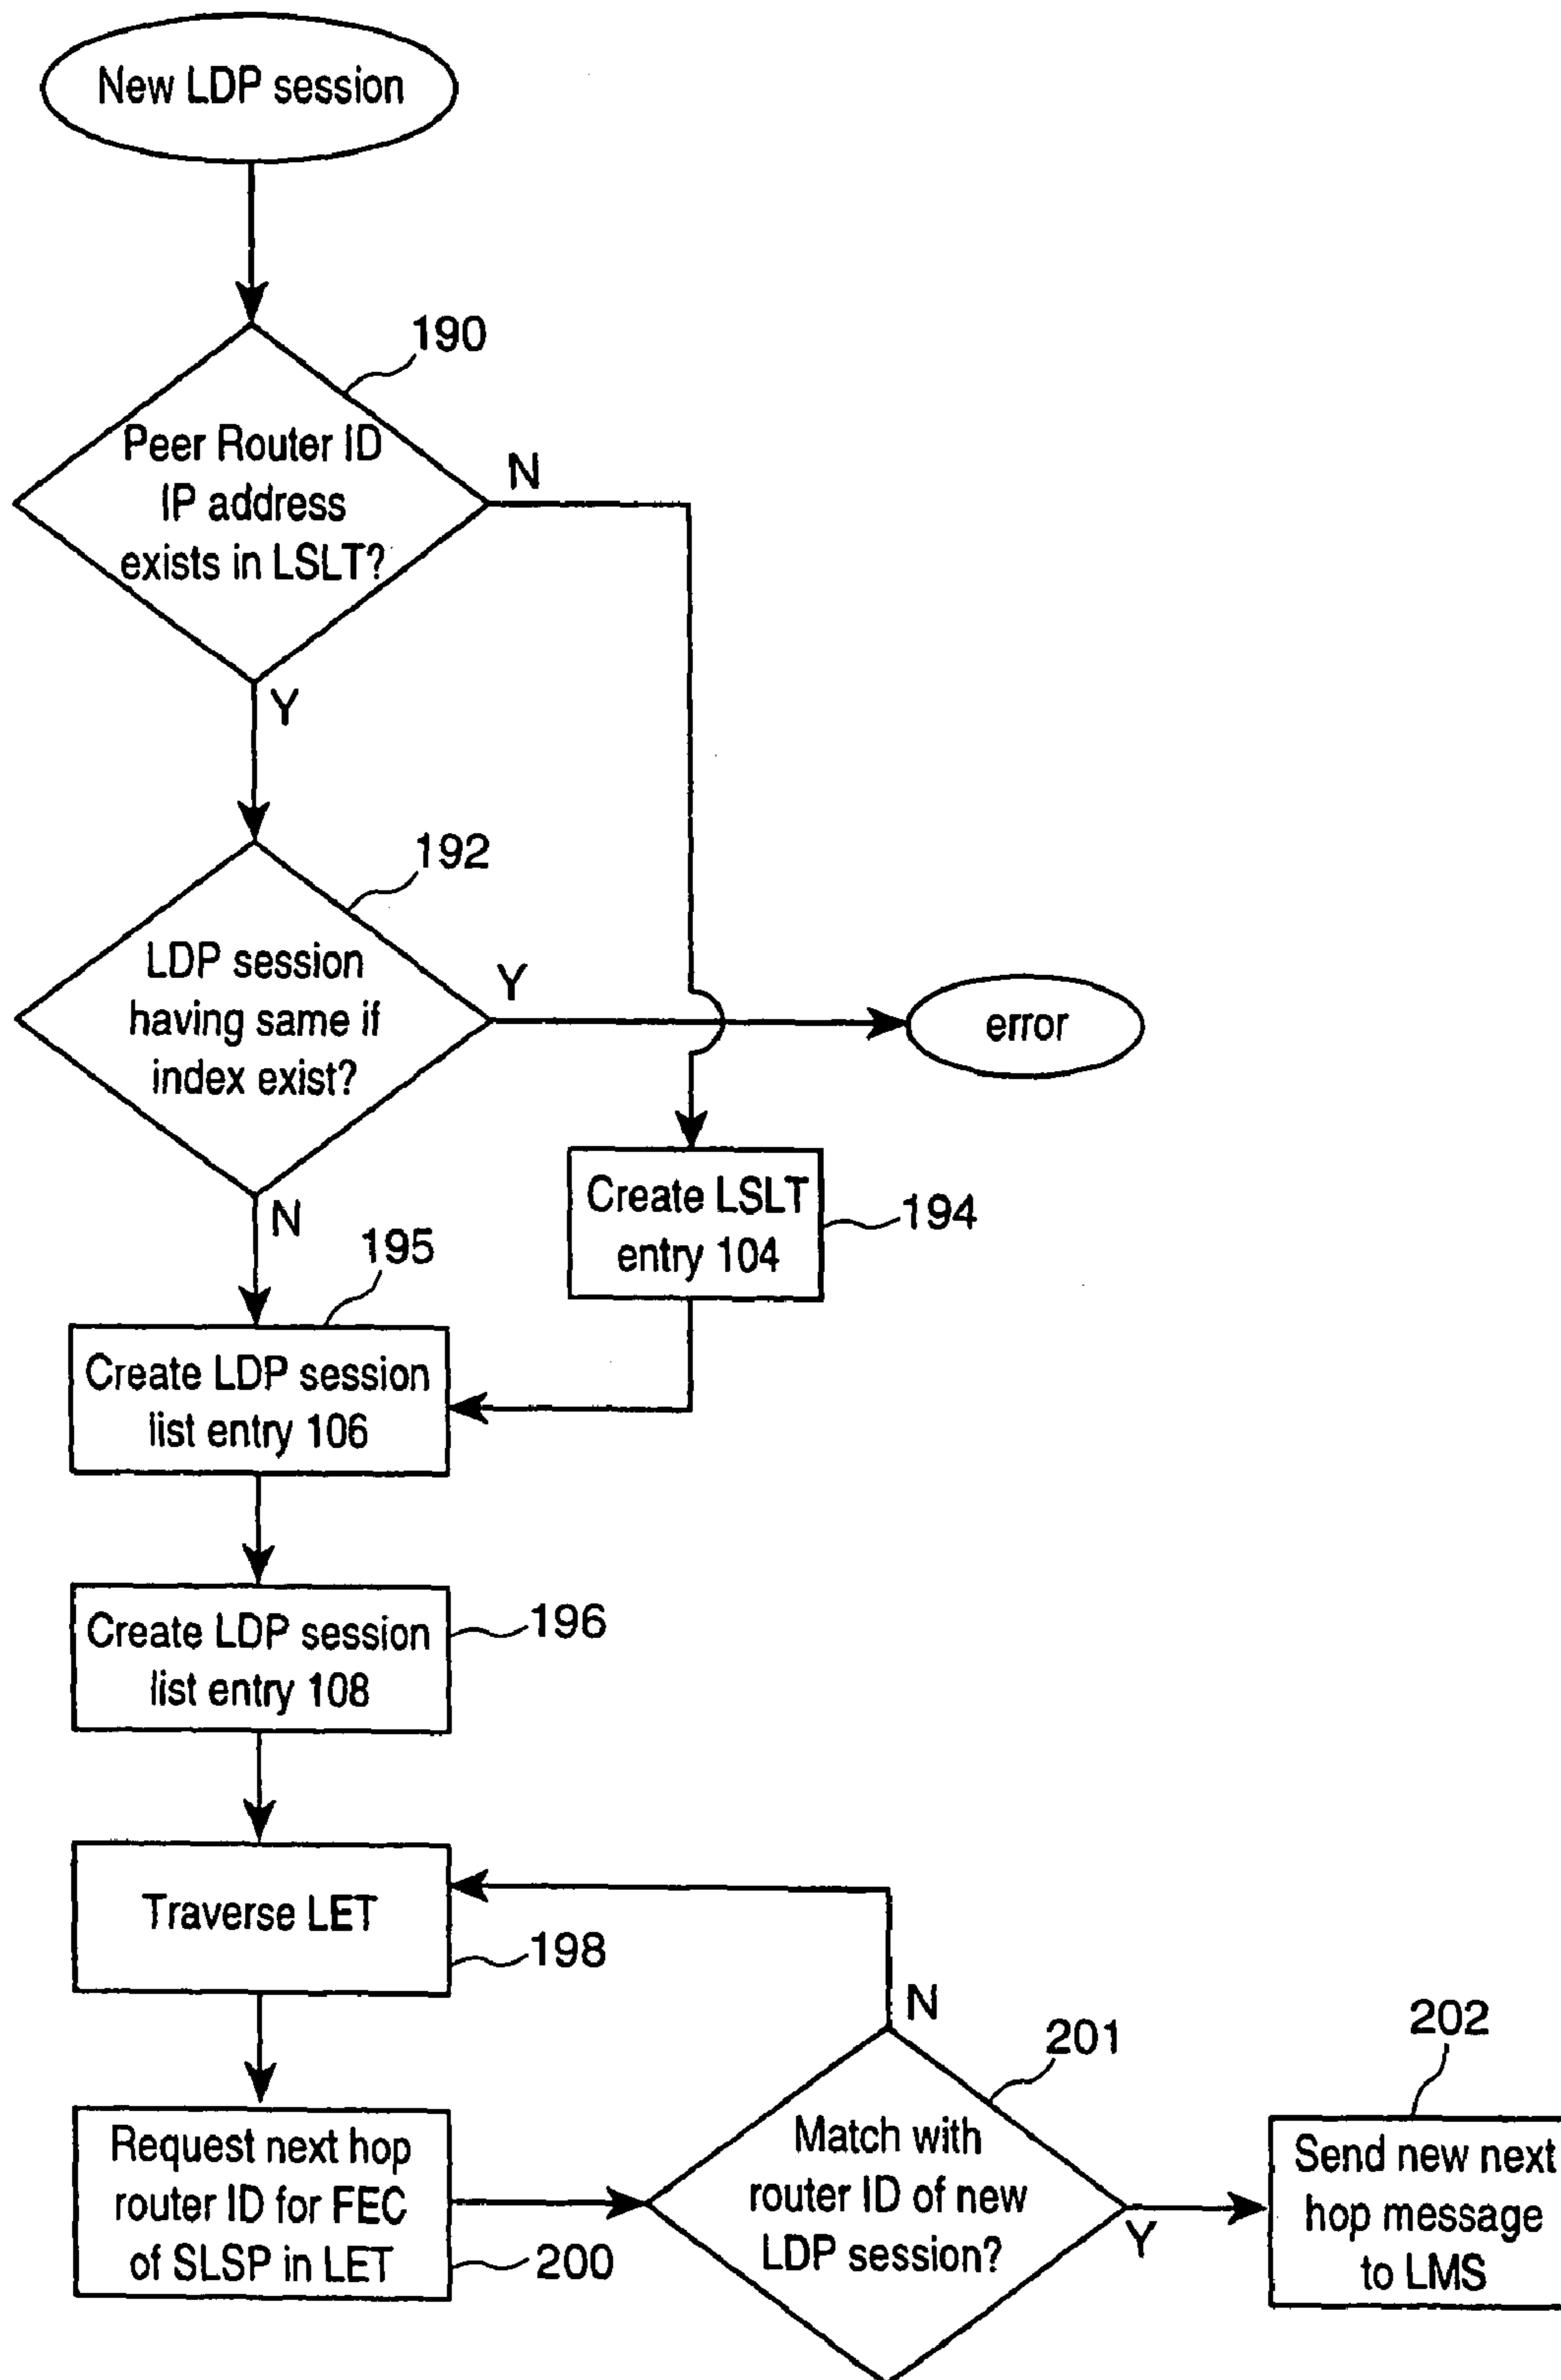 New LDP session
190
Peer Router ID
IP address
exists in LSLT?
N
Y
192
LDP session
having same if
index exist?
Y
error
N
Create LSLT
entry 104
194
195
Create LDP session
list entry 106
Create LDP session
list entry 108
196
Traverse LET
198
N
201
202
Request next hop
router ID for FEC
of SLSP in LET
200
Match with
router ID of new
LDP session?
Y
Send new next
hop message
to LMS